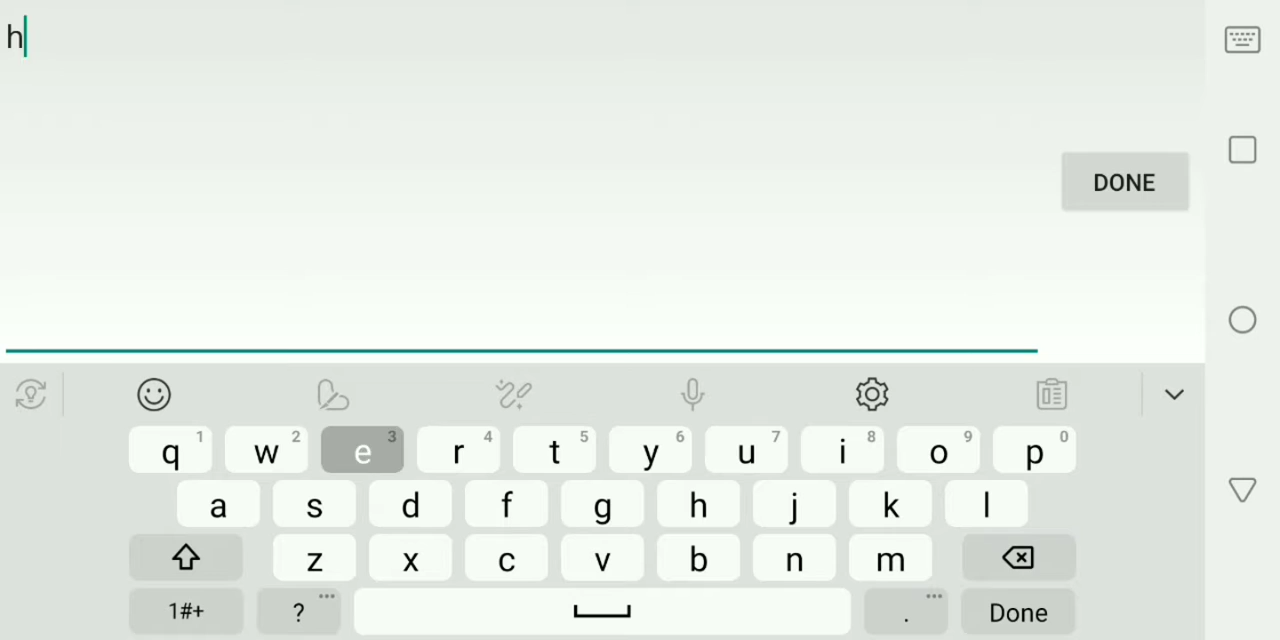 h
DONE
q 1 w 2 e 3 r 4 t 5 y 6 u 7 i 8 o 9 p 0
a s d f g h j k l
z x c v b n m
1#+ ? ... . ... Done